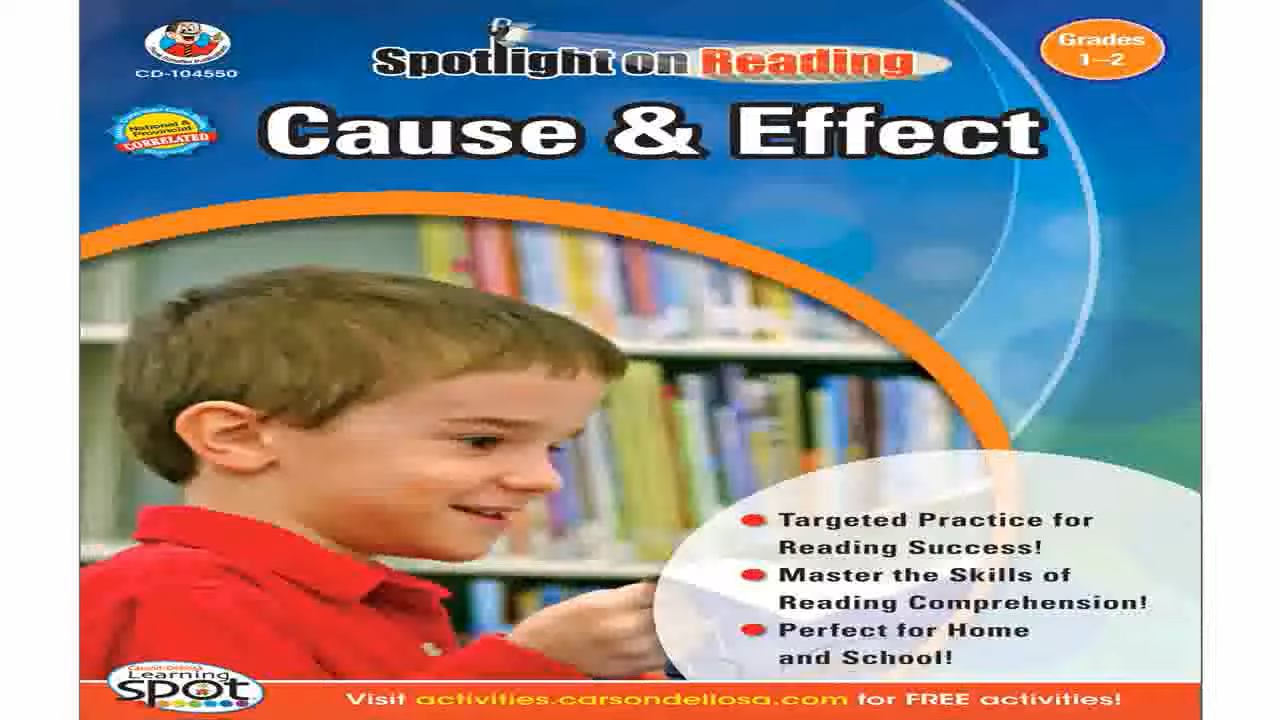 CD-104550
Spotlight on Reading
Grades
1–2
National &
Provincial
CORRELATED
Cause & Effect
Targeted Practice for
Reading Success!
Master the Skills of
Reading Comprehension!
Perfect for Home
and School!
Carson-Dellosa
Learning
spot
Visit activities.carsondellosa.com for FREE activities!